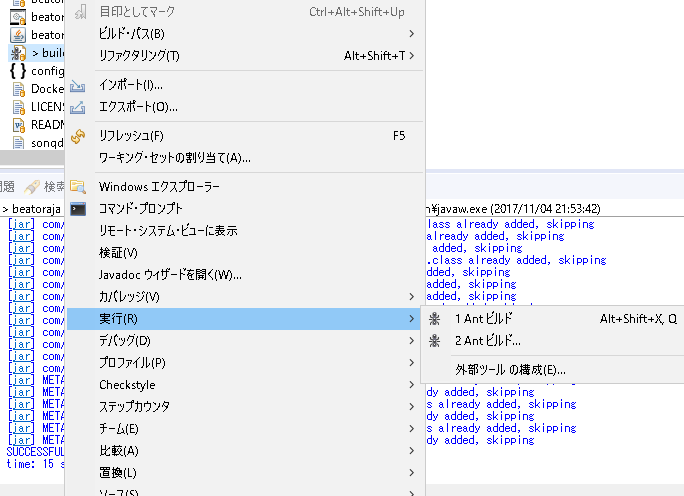 目印としてマーク Ctrl+Alt+Shift+Up
ビルド・パス(B)
リファクタリング(T) Alt+Shift+T
インポート(I)...
エクスポート(O)...
リフレッシュ(F) F5
ワーキング・セットの割り当て(A)...
Windows エクスプローラー
コマンド・プロンプト
リモート・システム・ビューに表示
検証(V)
Javadoc ウィザードを開く(W)...
カバレッジ(V)
実行(R)
デバッグ(D)
プロファイル(P)
Checkstyle
ステップカウンタ
チーム(E)
比較(A)
置換(L)
ソース(S)
1 Ant ビルド Alt+Shift+X, Q
2 Ant ビルド...
外部ツール の構成(E)...
beator
beator
beator
> buil
config
Docke
LICENS
READM
songd
問題 検索
> beatoraja
n¥javaw.exe (2017/11/04 21:53:42)
[jar] com/ class already added, skipping
[jar] com/ already added, skipping
[jar] com/ added, skipping
[jar] com/ .class already added, skipping
[jar] com/ dded, skipping
[jar] com/ added, skipping
[jar] com/
[jar] com/
[jar] com/
[jar] com/
[jar] com/
[jar] META
[jar] META dy added, skipping
[jar] META s already added, skipping
[jar] META dy added, skipping
[jar] META s already added, skipping
[jar] META dy added, skipping
SUCCESSFUL
time: 15 s